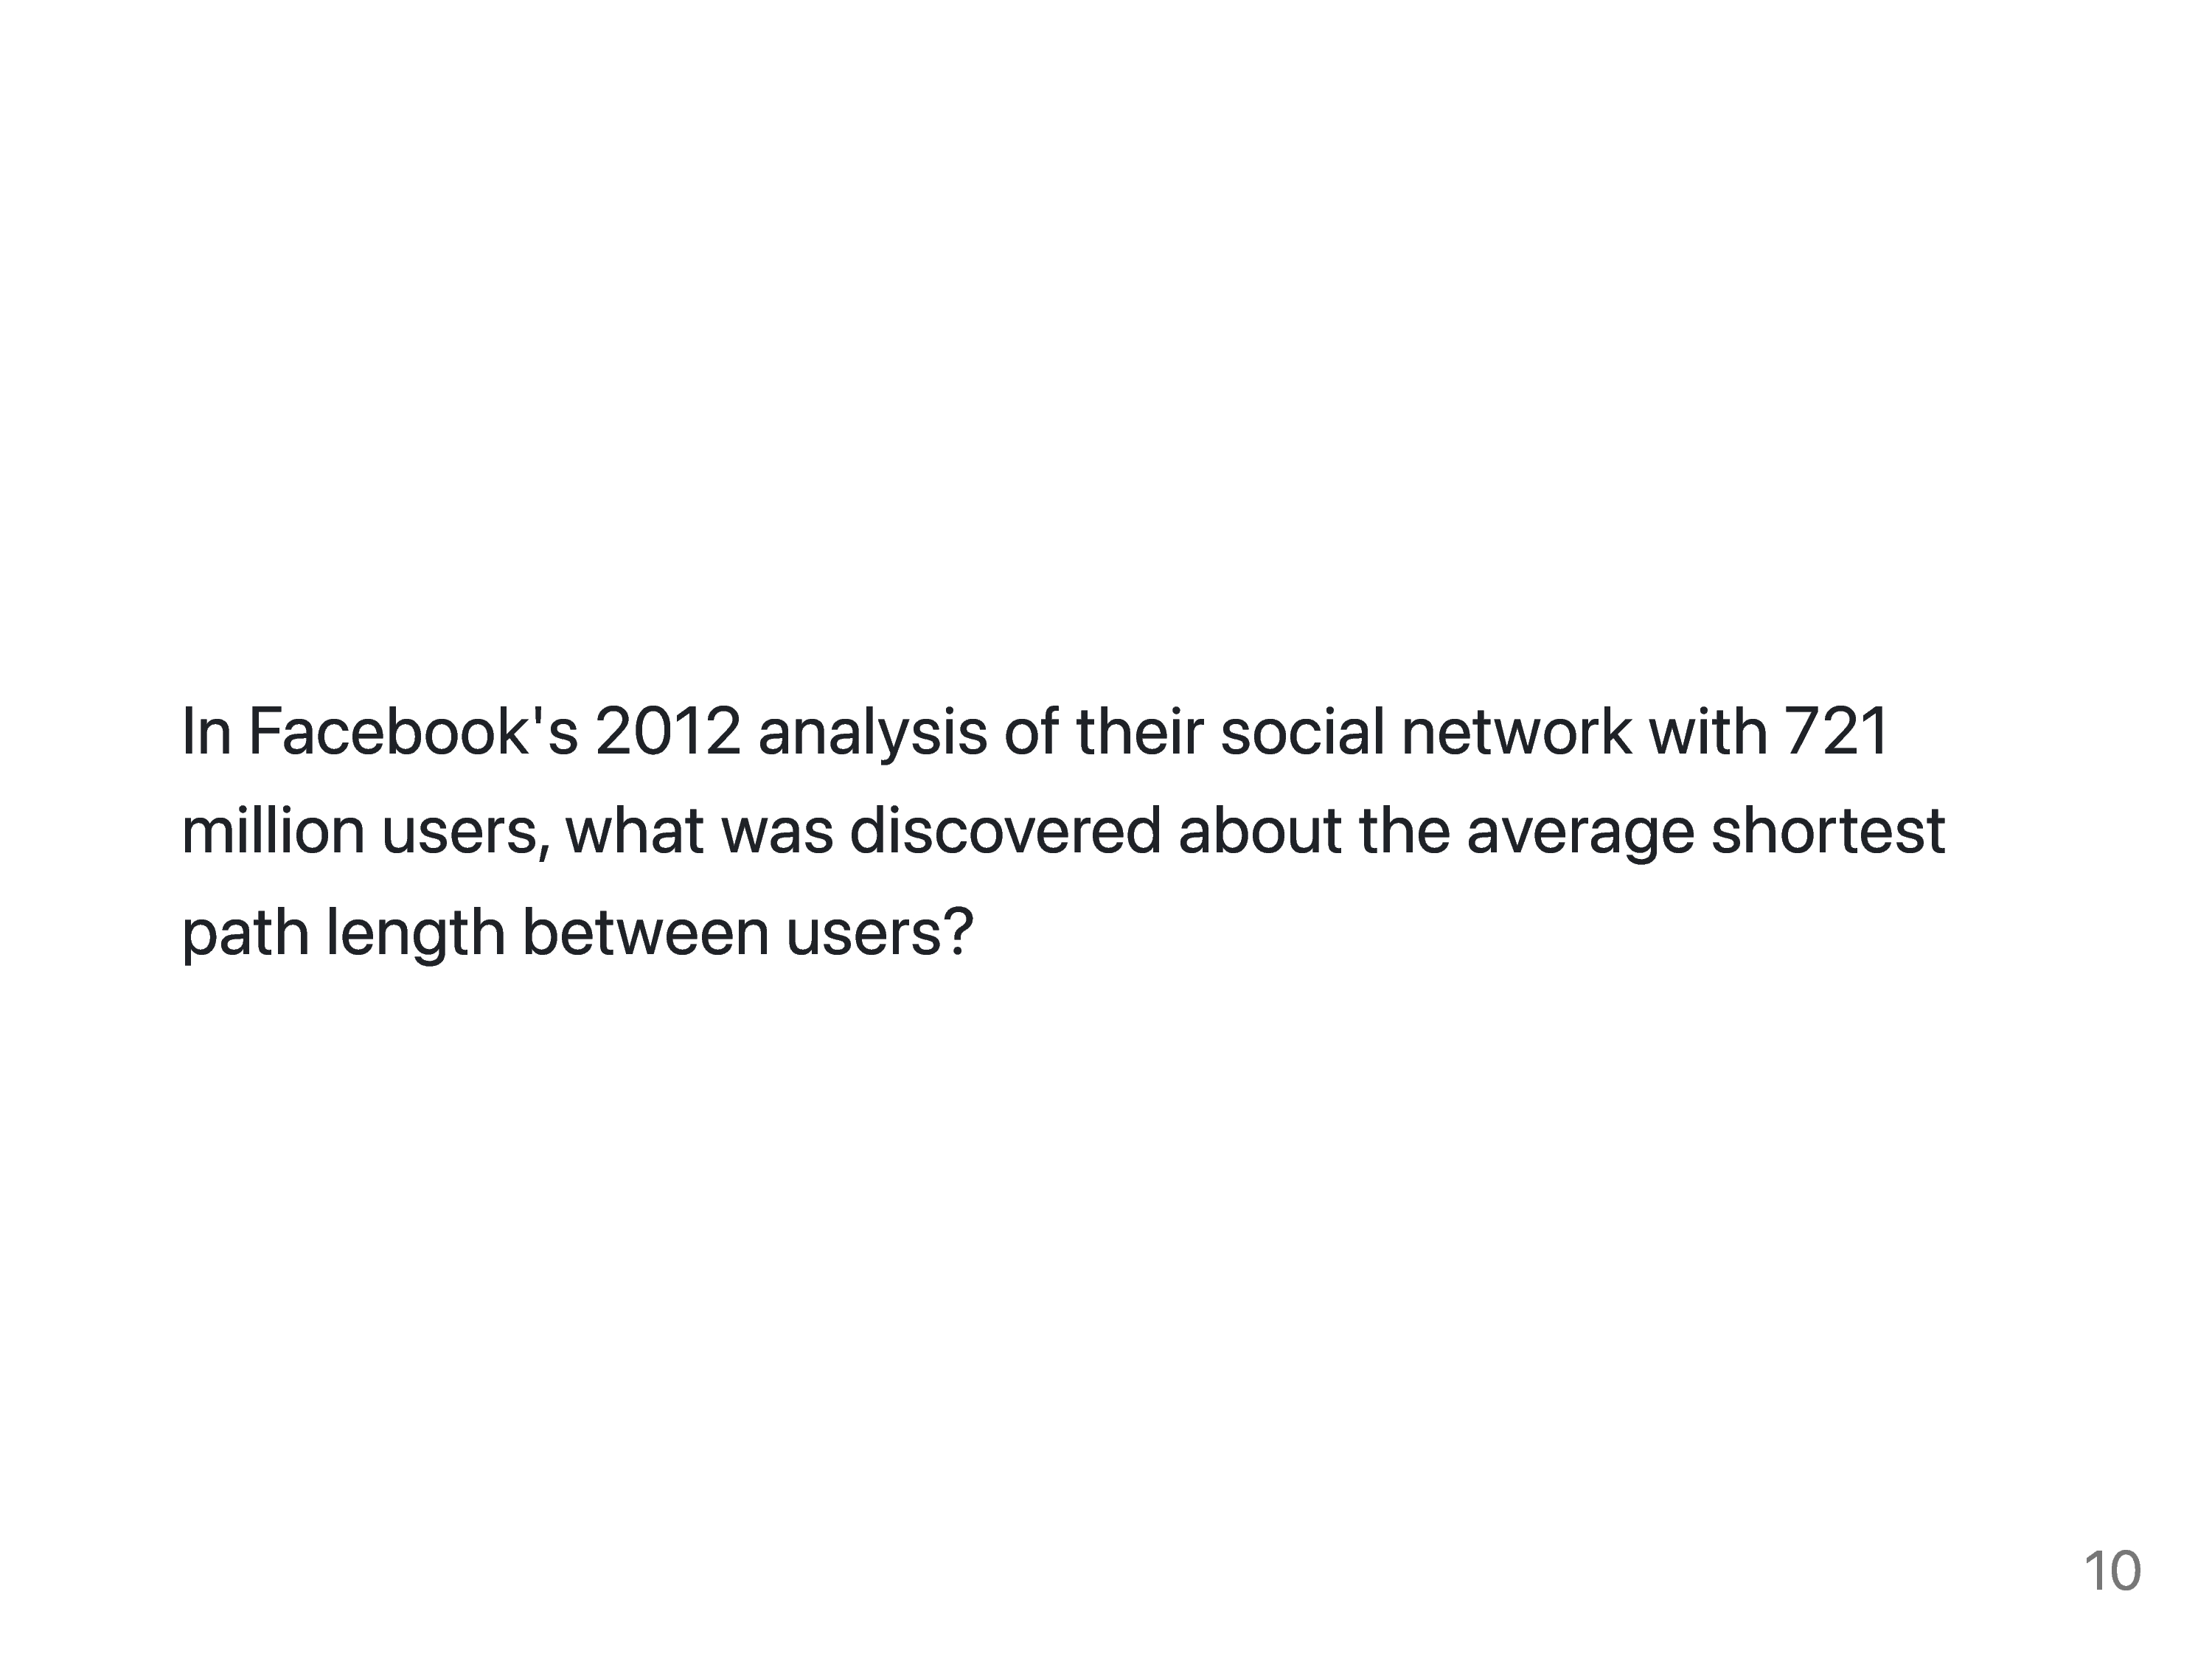 In Facebook's 2012 analysis of their social network with 721
million users, what was discovered about the average shortest
path length between users?
10